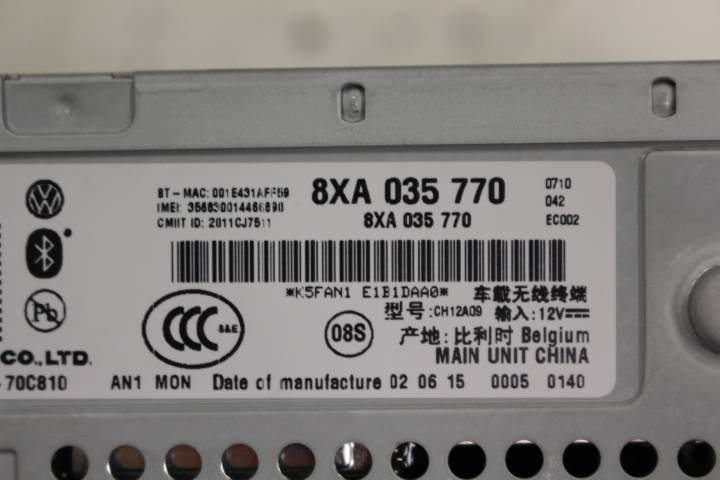 BT-MAC: 001E431AFF59
IMEI: 356830014466890
CMIIT ID: 2011CJ7511
8XA 035 770
8XA 035 770
0710
042
EC002
*K5FAN1 E1B1DAA0*
车载无线终端
型号:CH12A09 输入:12V
产地:比利时 Belgium
MAIN UNIT CHINA
CCC S&E
08S
Pb
CO.,LTD.
70C810 AN1 MON Date of manufacture 02 06 15 0005 0140